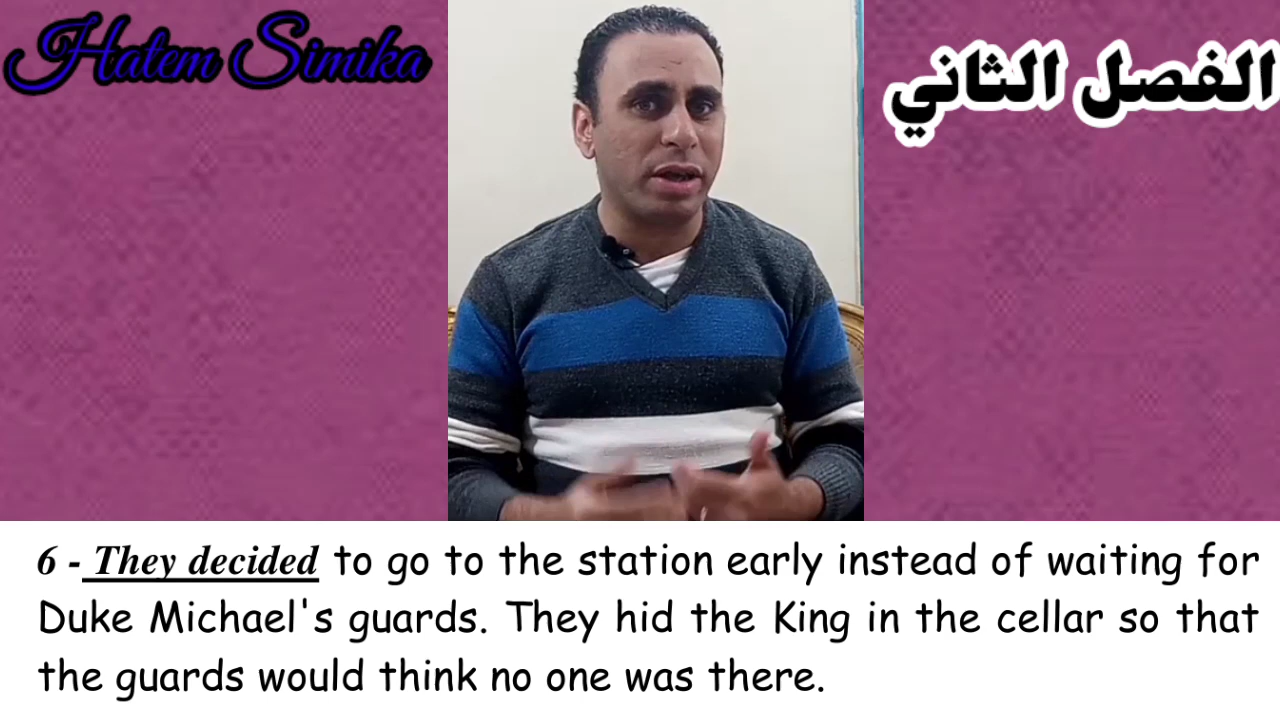 Hatem Simika
الفصل الثاني
6 - They decided to go to the station early instead of waiting for
Duke Michael's guards. They hid the King in the cellar so that
the guards would think no one was there.